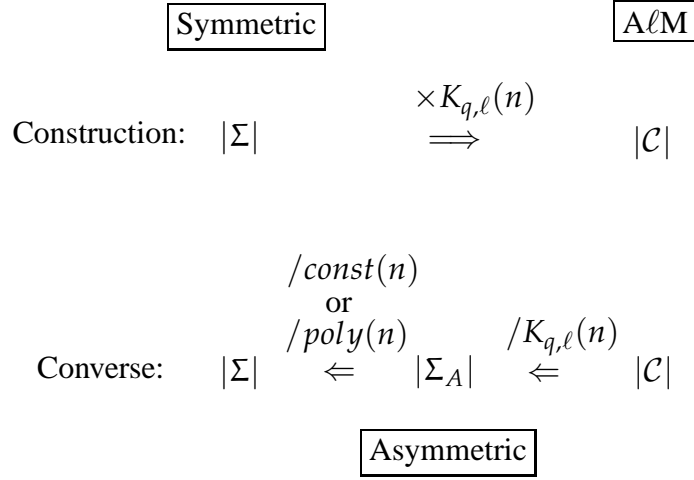 Symmetric AℓM
×K_{q,ℓ}(n)
Construction: |Σ| ⟹ |𝒞|
/const(n)
or
/poly(n) /K_{q,ℓ}(n)
Converse: |Σ| ⇐ |Σ_A| ⇐ |𝒞|
Asymmetric